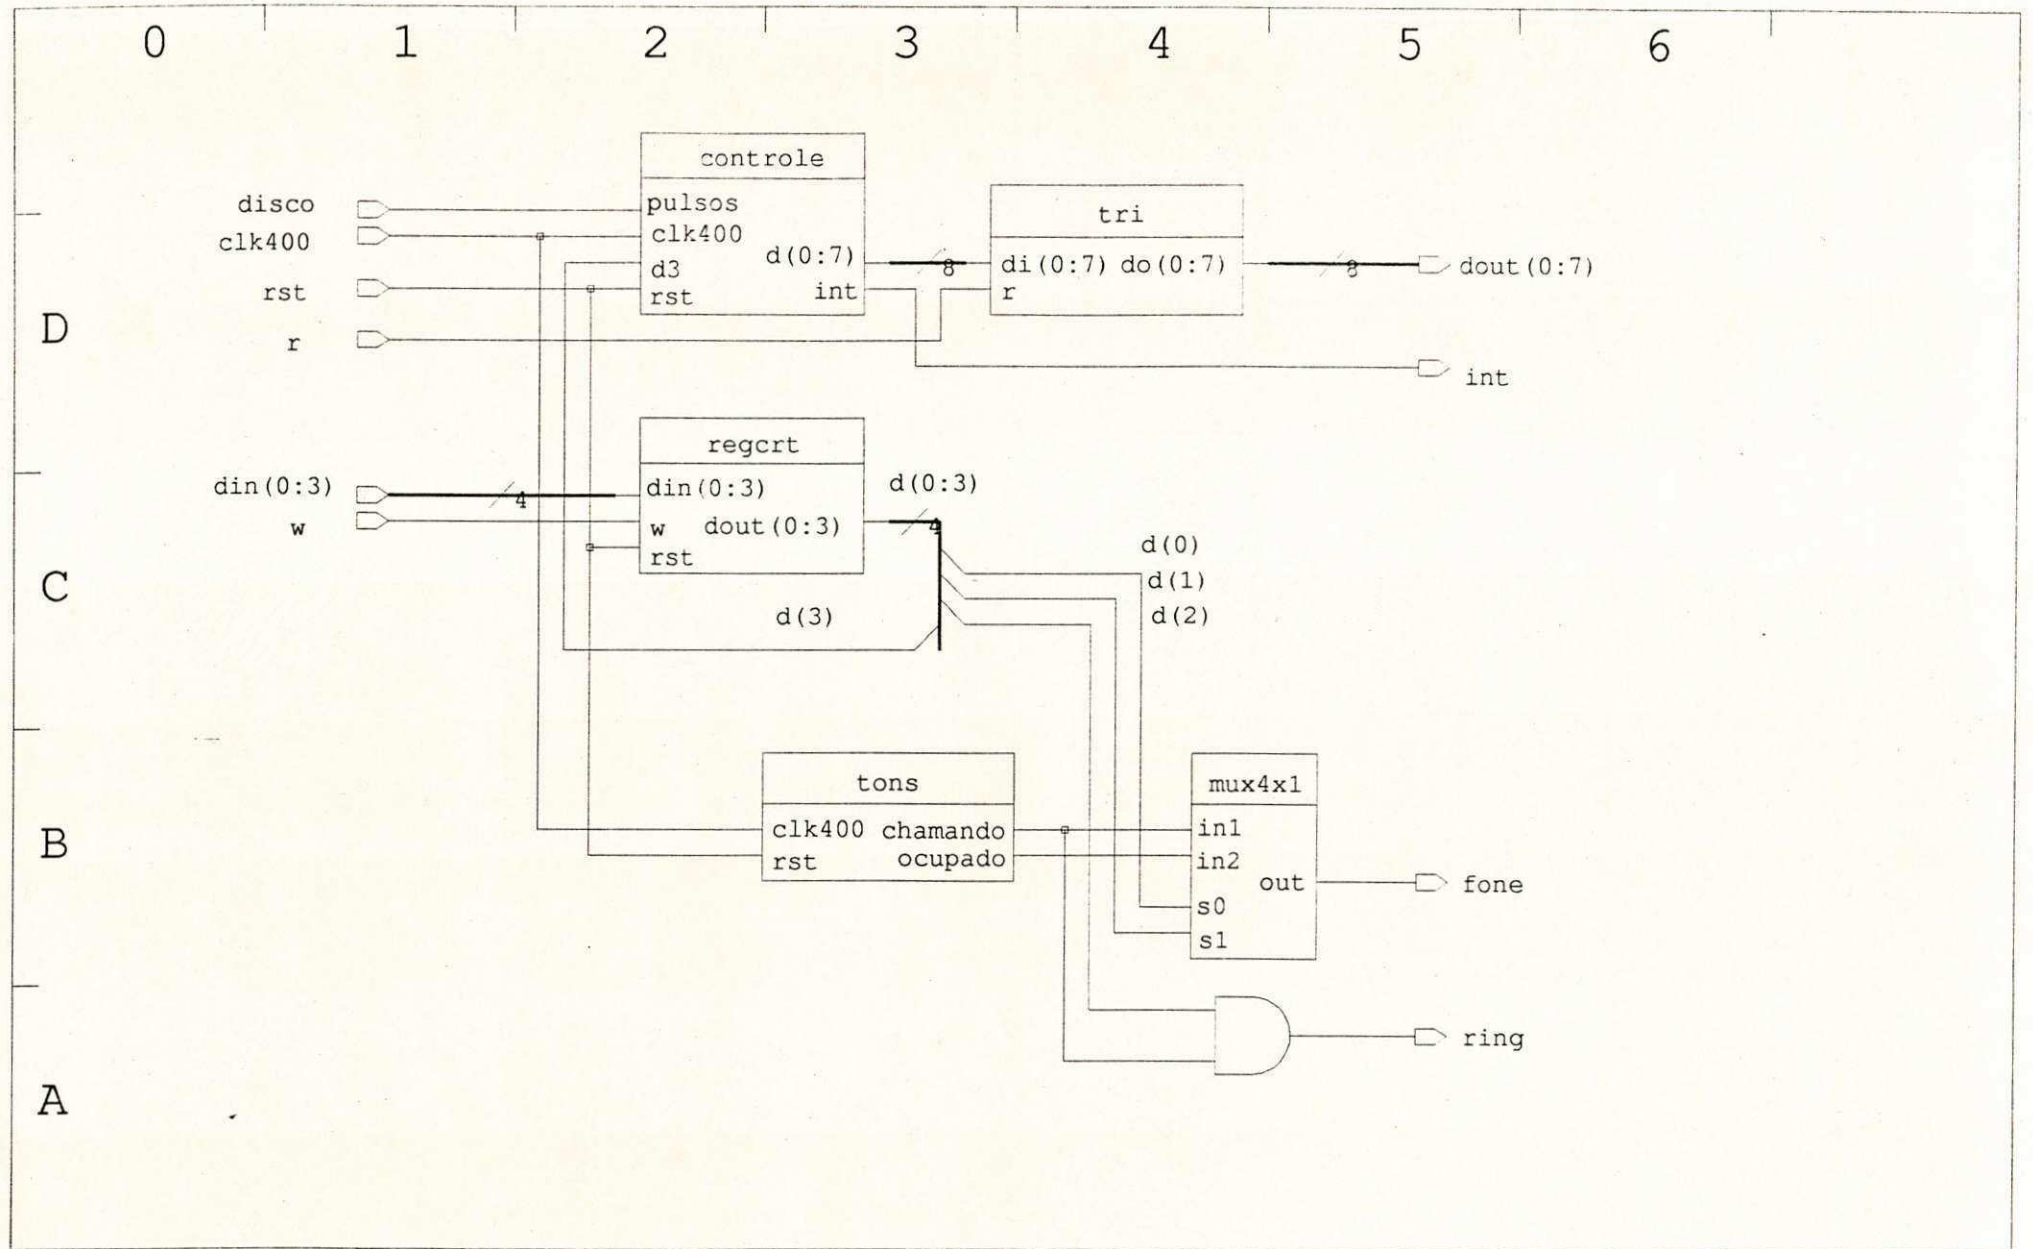 0 1 2 3 4 5 6
controle
disco
pulsos
clk400
clk400
d3
d(0:7)
rst
rst
int
r
8
tri
di(0:7) do(0:7)
r
8
dout(0:7)
int
D
regcrt
din(0:3)
4
din(0:3)
w
w
dout(0:3)
rst
d(0:3)
4
d(0)
d(1)
d(2)
d(3)
C
tons
clk400 chamando
rst ocupado
mux4x1
in1
in2
out
s0
s1
fone
B
ring
A